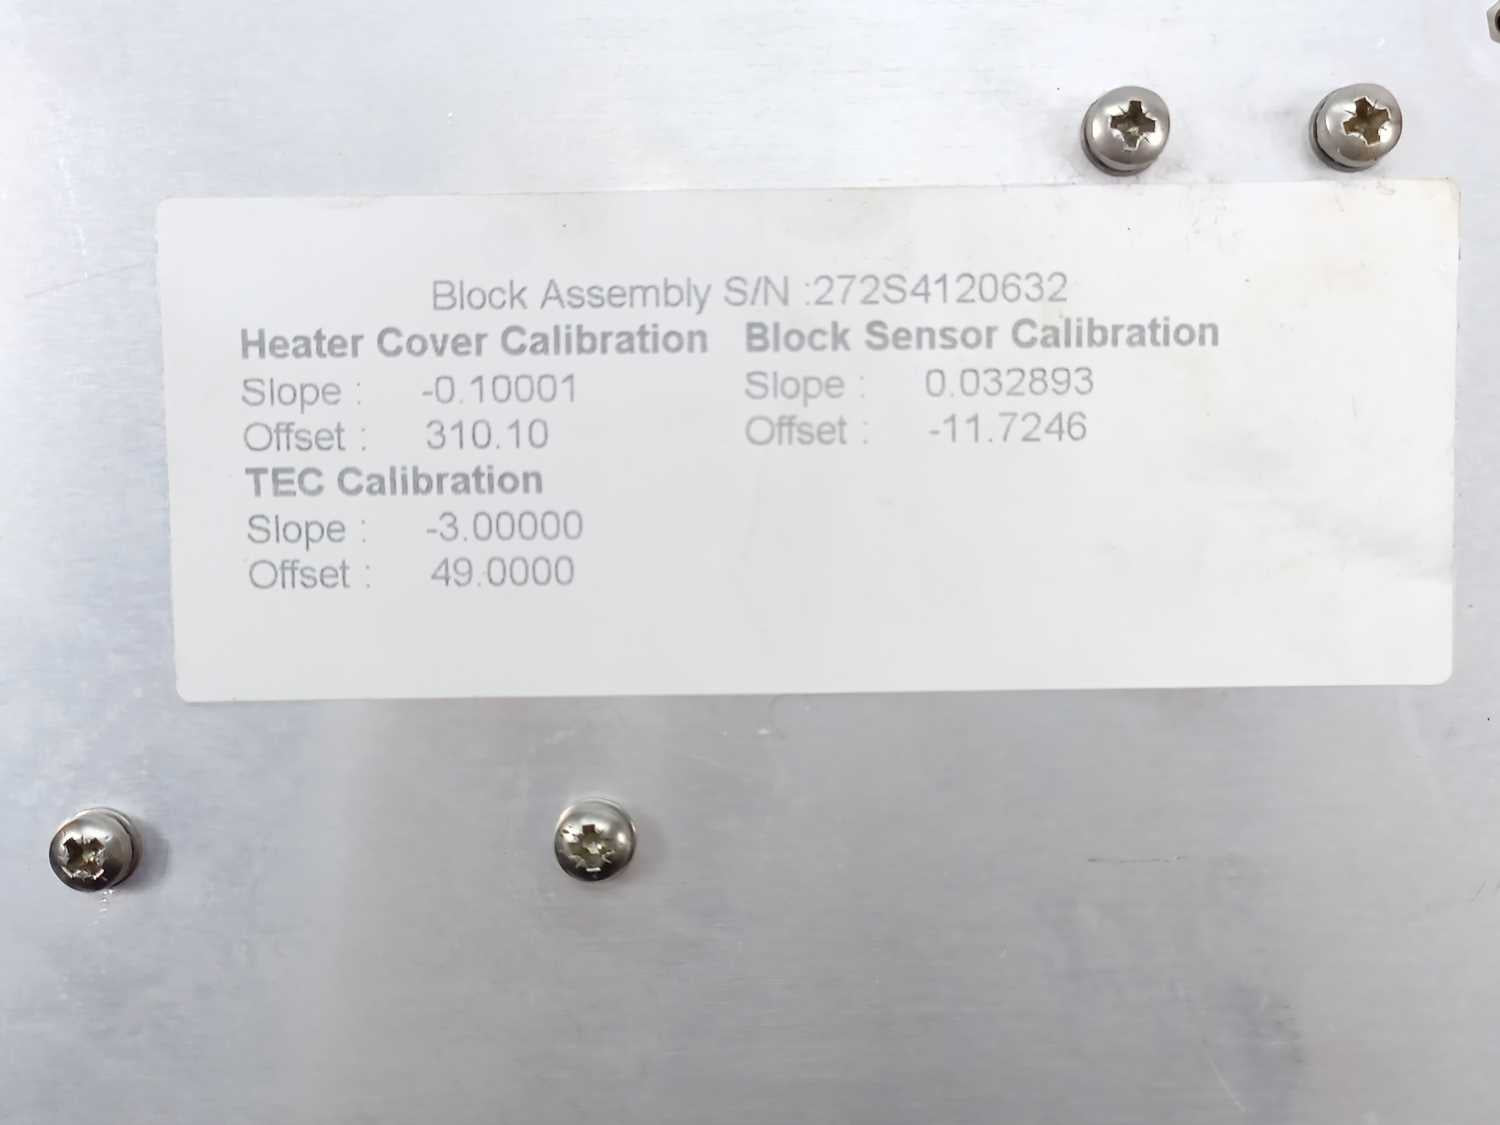 Block Assembly S/N :272S4120632
Heater Cover Calibration Block Sensor Calibration
Slope : -0.10001 Slope : 0.032893
Offset : 310.10 Offset : -11.7246
TEC Calibration
Slope : -3.00000
Offset : 49.0000